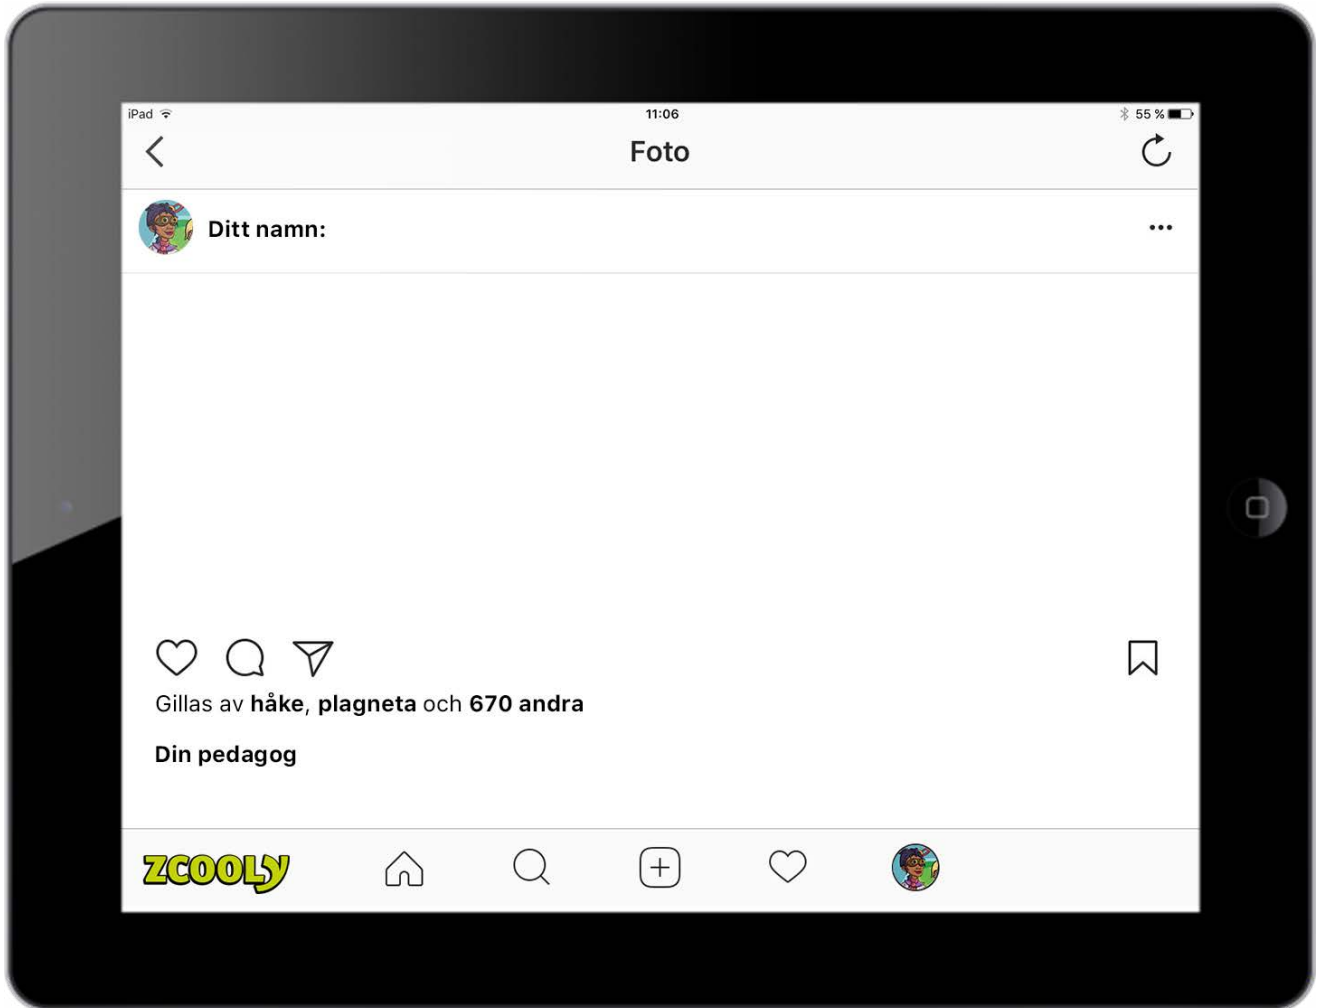 iPad 11:06 55 %
Foto
Ditt namn:
Gillas av håke, plagneta och 670 andra
Din pedagog
ZCOOLY